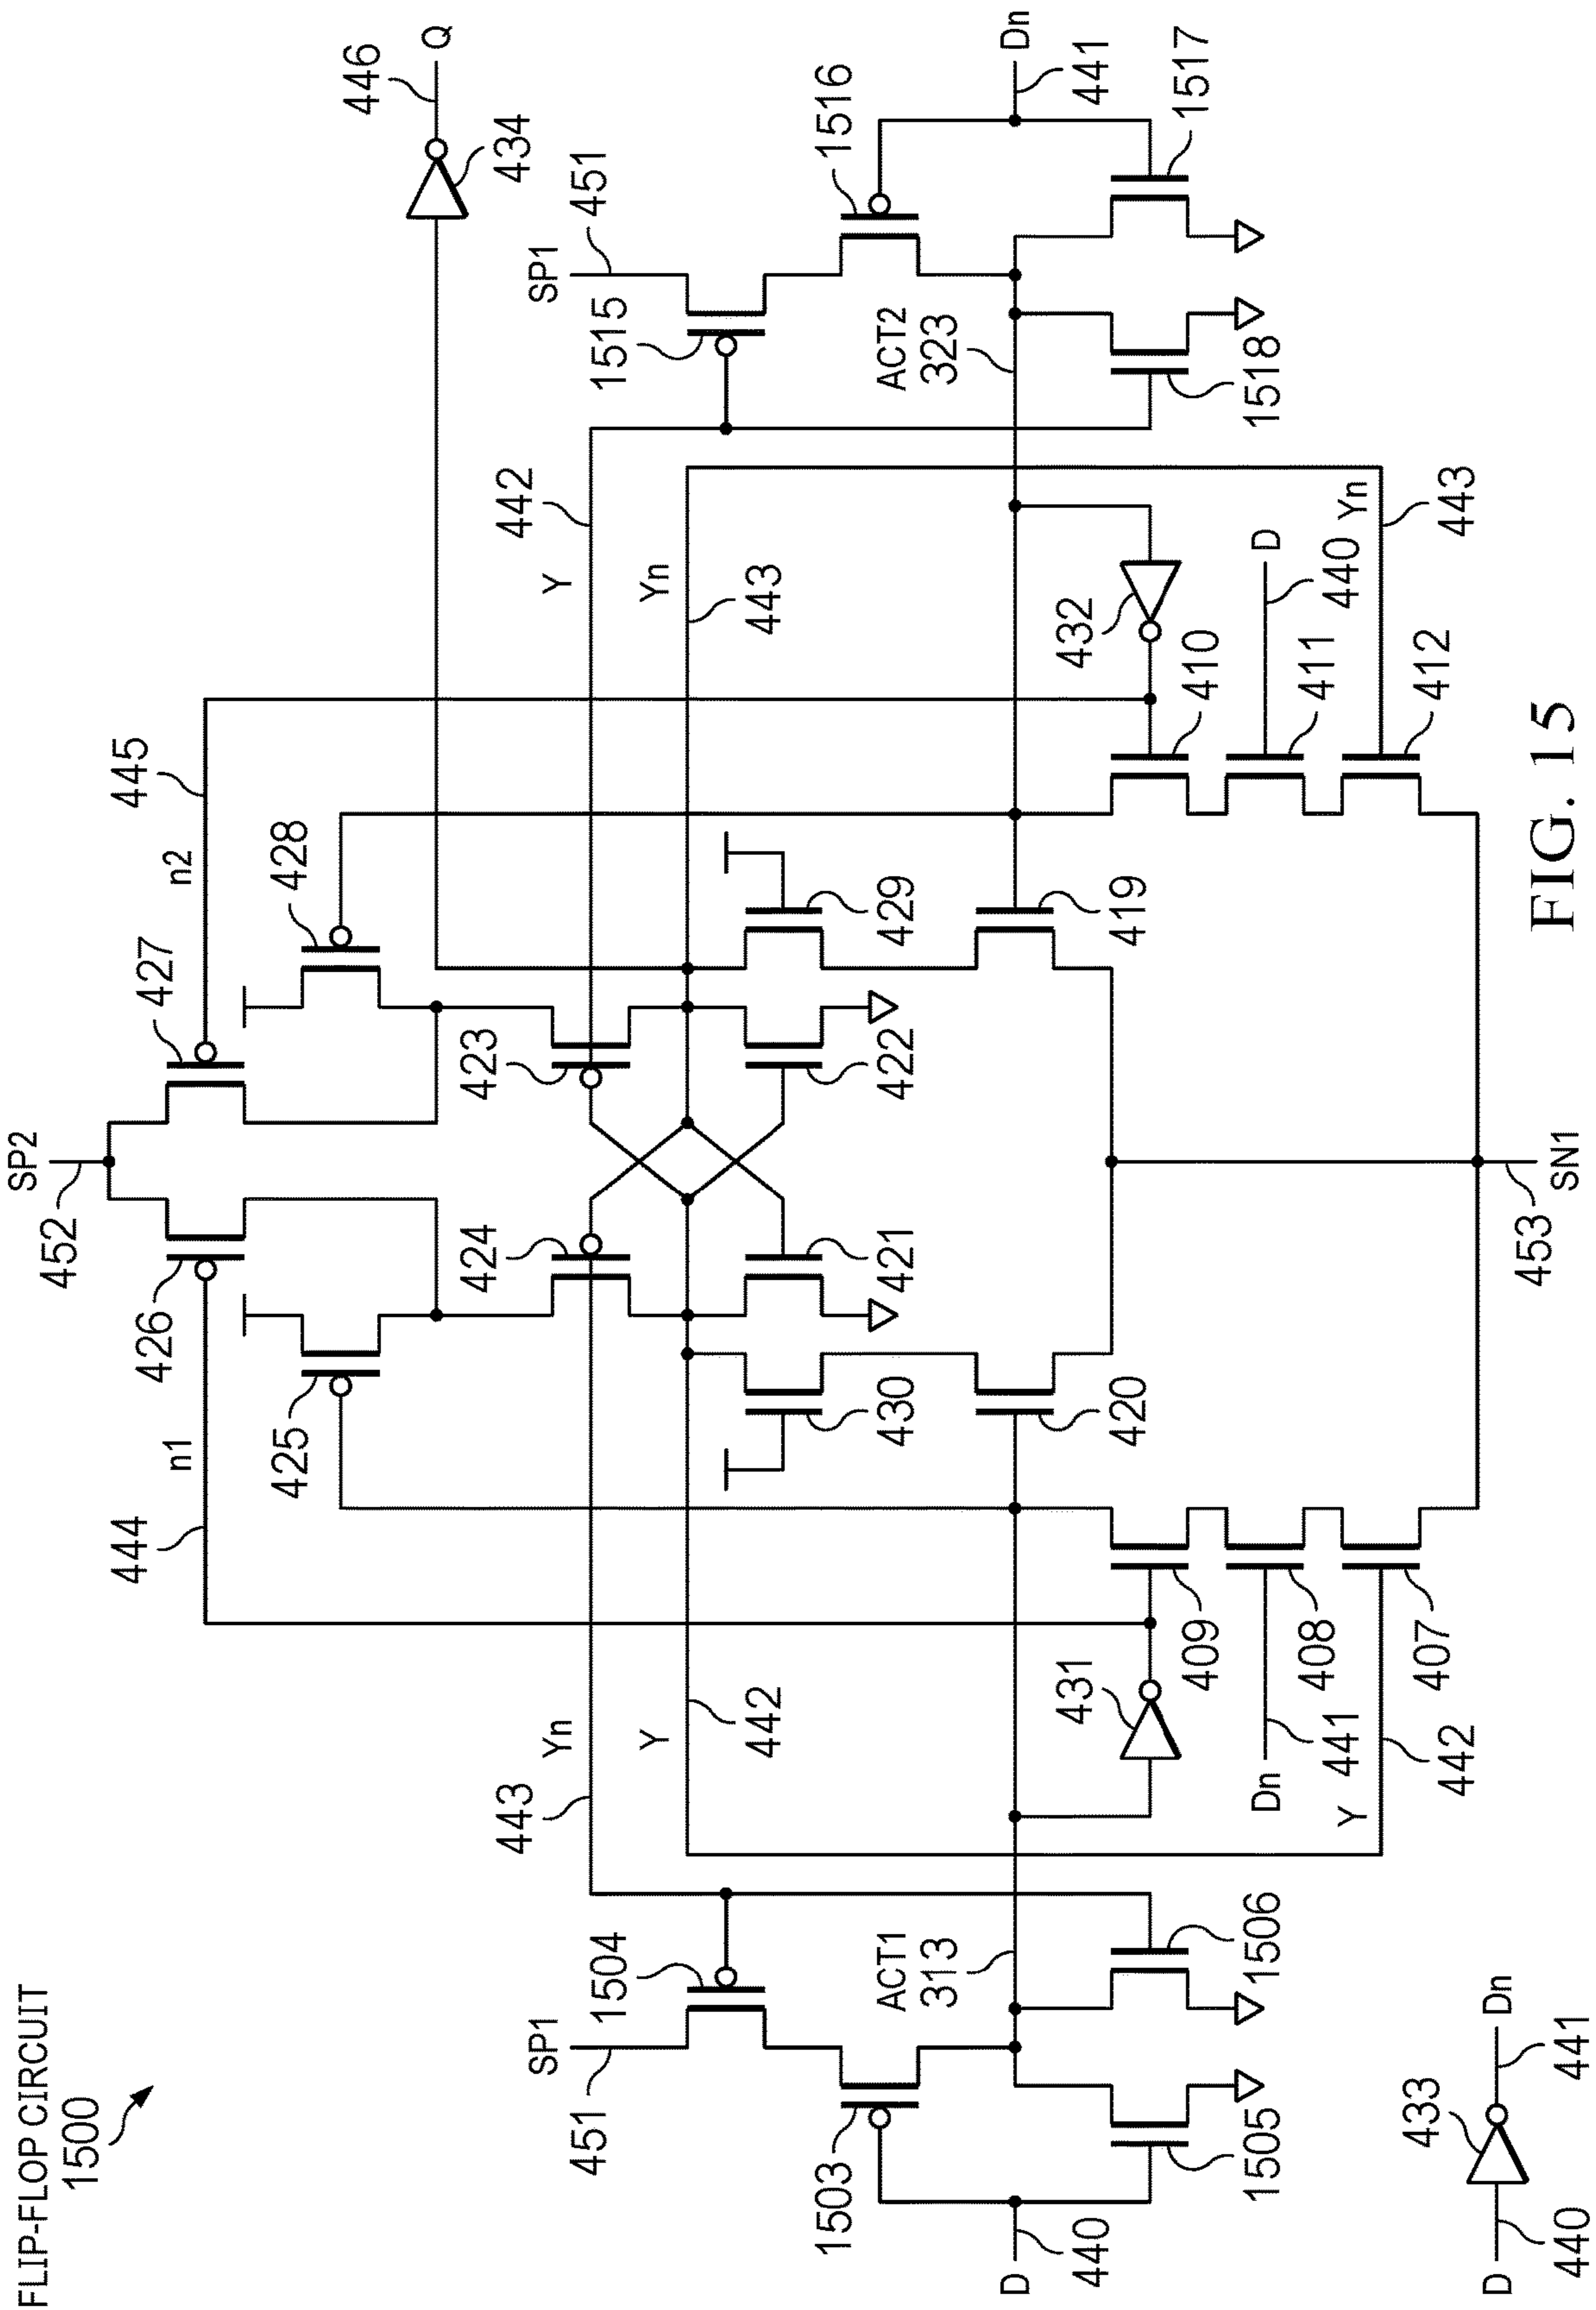 FLIP-FLOP CIRCUIT
1500
SP2
452
444
n1
426
427
n2
445
446
Q
434
425
428
SP1
451
1504
443
Yn
424
423
Y
442
1515
SP1
451
1503
Y
442
430
421
422
429
Yn
443
1516
D
440
ACT1
313
431
420
419
432
ACT2
323
Dn
441
1505
1506
409
410
1518
1517
Dn
441
408
411
D
440
Y
442
407
412
Yn
443
D
440
433
441
Dn
453
SN1
FIG. 15